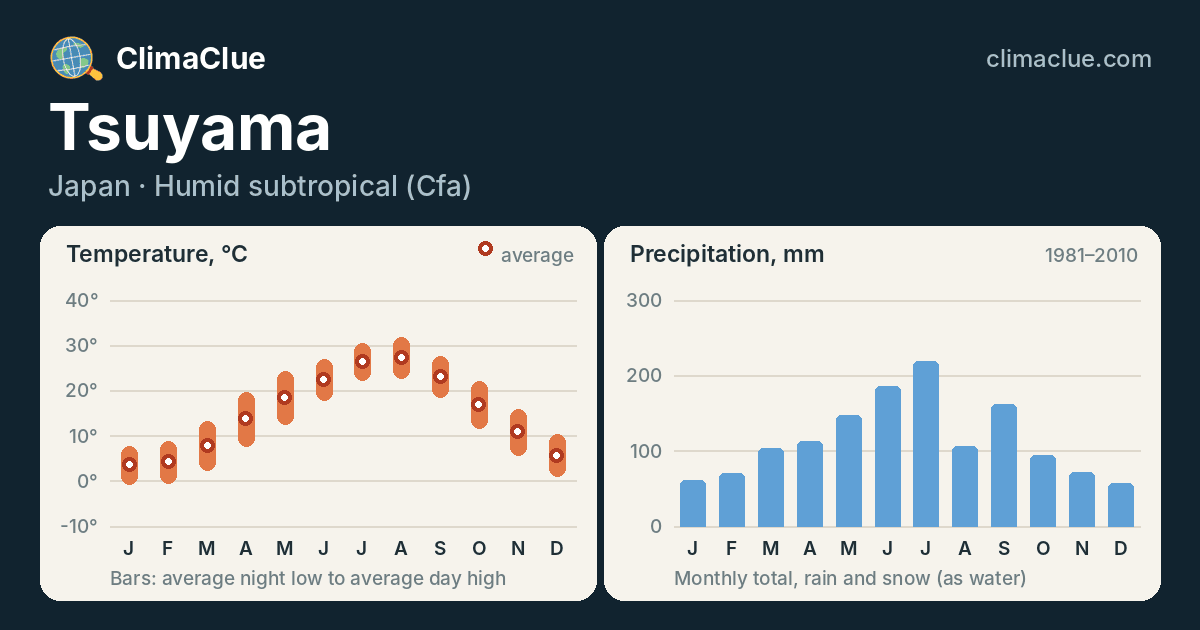 ClimaClue
climaclue.com
Tsuyama
Japan · Humid subtropical (Cfa)
Temperature, °C
average
40°
30°
20°
10°
0°
-10°
J F M A M J J A S O N D
Bars: average night low to average day high
Precipitation, mm
1981–2010
300
200
100
0
J F M A M J J A S O N D
Monthly total, rain and snow (as water)